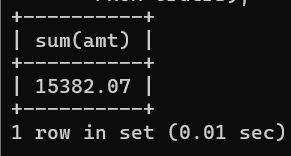 +----------+
| sum(amt) |
+----------+
| 15382.07 |
+----------+
1 row in set (0.01 sec)